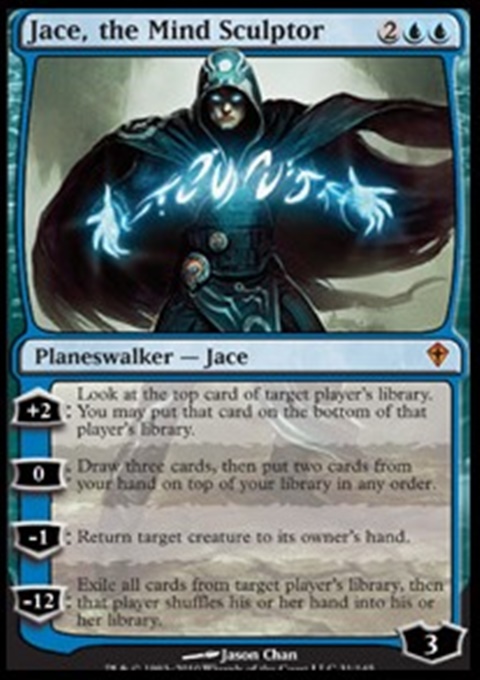 Jace, the Mind Sculptor 2
Planeswalker — Jace
Look at the top card of target player's library.
+2 : You may put that card on the bottom of that
player's library.
0 : Draw three cards, then put two cards from
your hand on top of your library in any order.
-1 : Return target creature to its owner's hand.
Exile all cards from target player's library, then
-12 : that player shuffles his or her hand into his or
her library.
3
Jason Chan